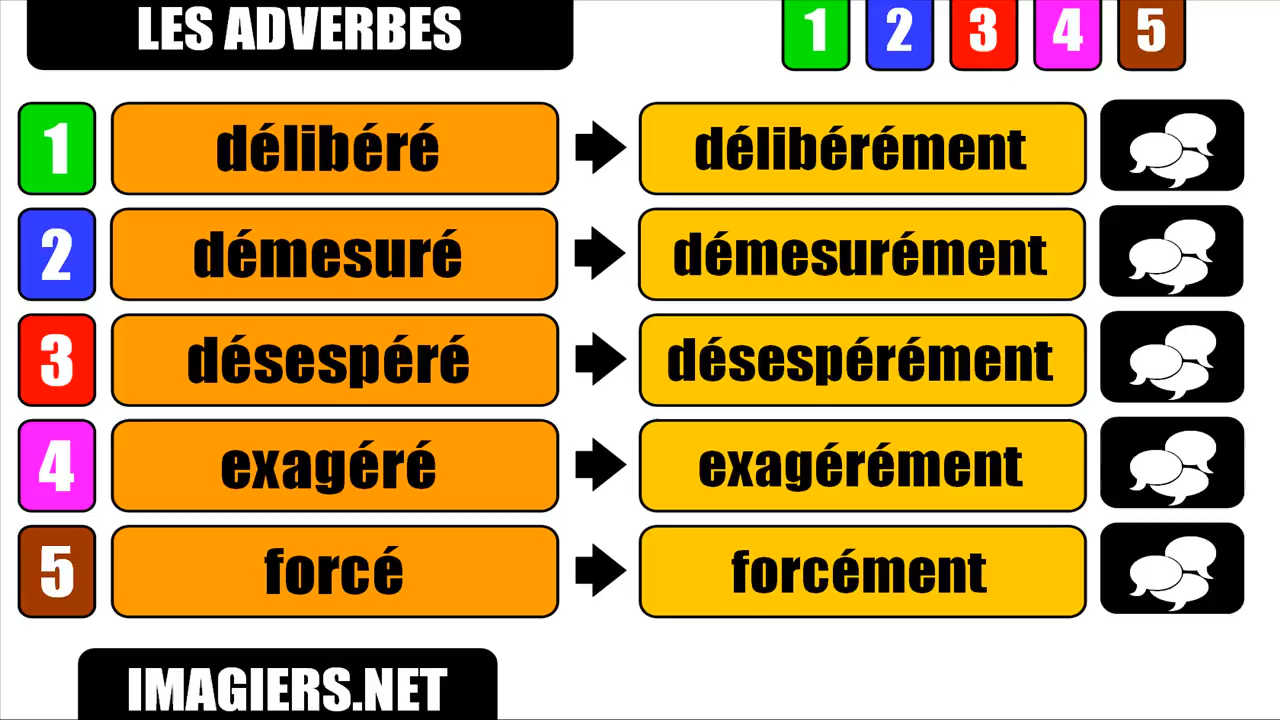 LES ADVERBES
1 2 3 4 5
1 délibéré délibérément
2 démesuré démesurément
3 désespéré désespérément
4 exagéré exagérément
5 forcé forcément
IMAGIERS.NET